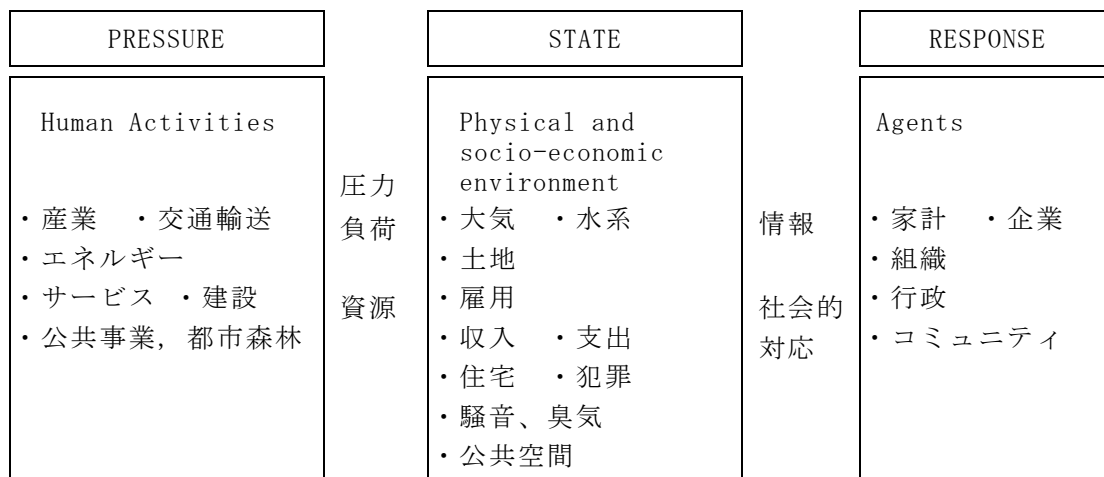 PRESSURE
STATE
RESPONSE
Human Activities
・産業　・交通輸送
・エネルギー
・サービス　・建設
・公共事業, 都市森林
圧力
負荷
資源
Physical and
socio-economic
environment
・大気　・水系
・土地
・雇用
・収入　・支出
・住宅　・犯罪
・騒音、臭気
・公共空間
情報
社会的
対応
Agents
・家計　・企業
・組織
・行政
・コミュニティ